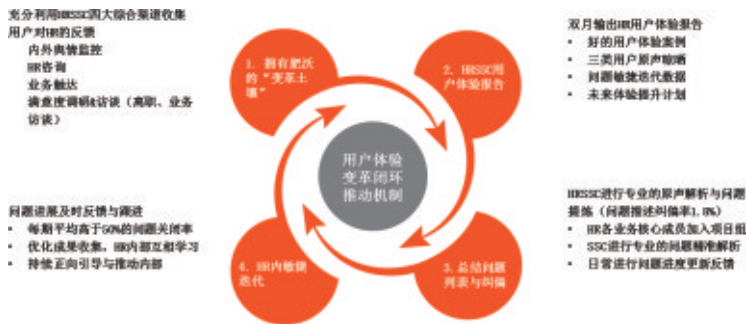 充分利用HRSSC四大综合渠道收集
用户对HR的反馈
内外舆情监控
HR咨询
业务触达
满意度调研&访谈（离职、业务
访谈）
1. 拥有肥沃
的“变革土
壤”
2. HRSSC用
户体验报告
双月输出HR用户体验报告
• 好的用户体验案例
• 三类用户原声晾晒
• 问题敏捷迭代数据
• 未来体验提升计划
用户体验
变革闭环
推动机制
问题进展及时反馈与跟进
• 每期平均高于50%的问题关闭率
• 优化成果收集，HR内部互相学习
• 持续正向引导与推动内部
4. HR内敏捷
迭代
3.总结问题
列表与纠偏
HRSSC进行专业的原声解析与问题
提炼（问题描述纠偏率1.8%）
• HR各业务核心成员加入项目组
• SSC进行专业的问题精准解析
• 日常进行问题进度更新反馈